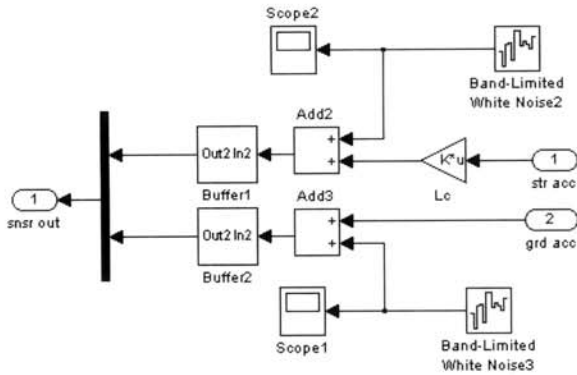 Scope2
Band-Limited
White Noise2
Add2
+
+
Out2 In2
Buffer1
K*u
Lc
1
str acc
1
snsr out
Add3
+
+
Out2 In2
Buffer2
2
grd acc
Scope1
Band-Limited
White Noise3